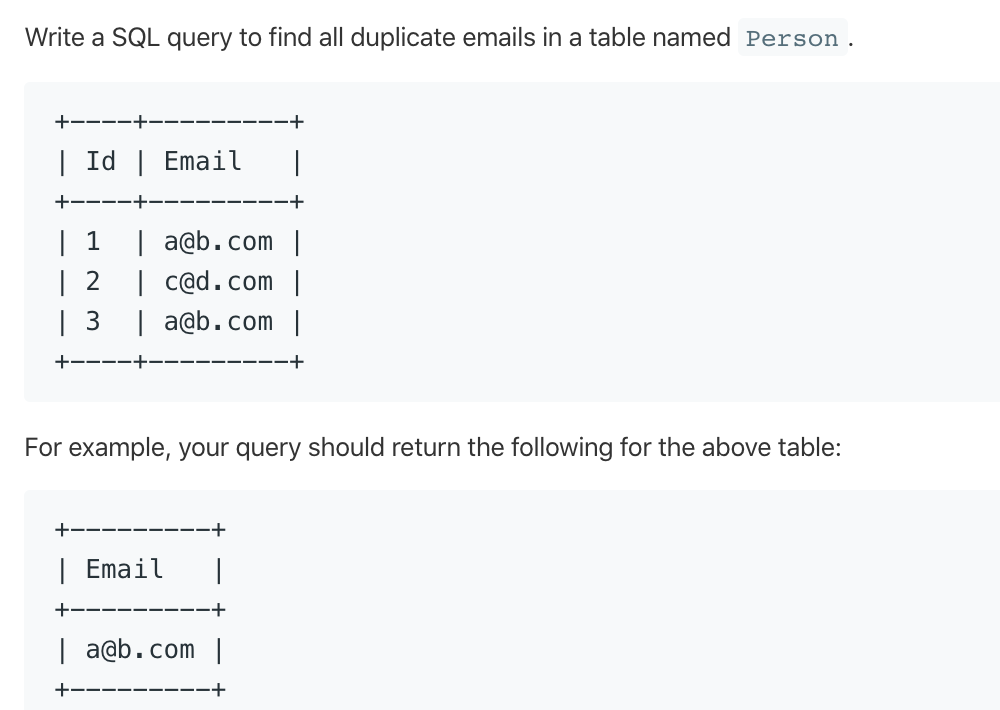 Write a SQL query to find all duplicate emails in a table named Person .
+----+---------+
| Id | Email   |
+----+---------+
| 1  | a@b.com |
| 2  | c@d.com |
| 3  | a@b.com |
+----+---------+
For example, your query should return the following for the above table:
+---------+
| Email   |
+---------+
| a@b.com |
+---------+